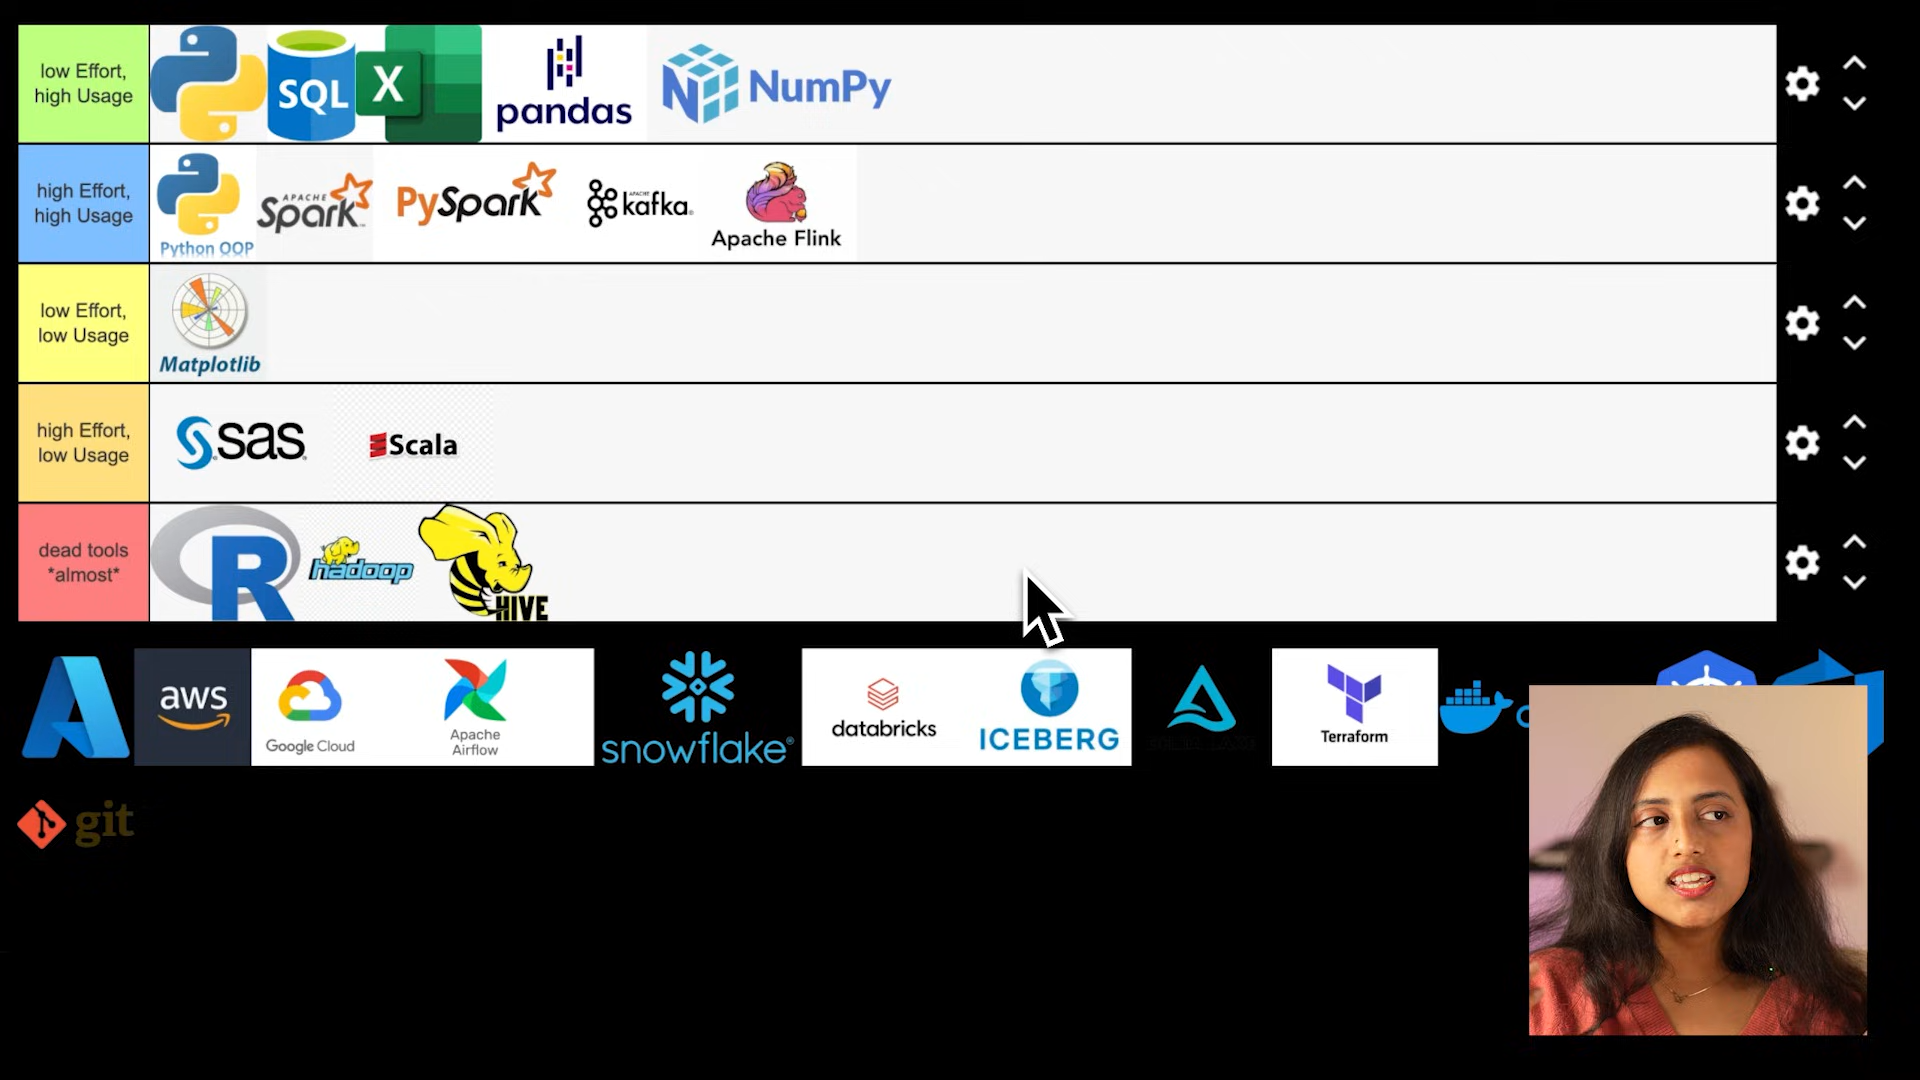 low Effort,
high Usage
SQL
X
pandas
NumPy
high Effort,
high Usage
Python OOP
APACHE
Spark™
PySpark
APACHE
kafka®
Apache Flink
low Effort,
low Usage
Matplotlib
high Effort,
low Usage
sas
Scala
dead tools
*almost*
R
hadoop
HIVE
aws
Google Cloud
Apache
Airflow
snowflake®
databricks
ICEBERG
Terraform
git